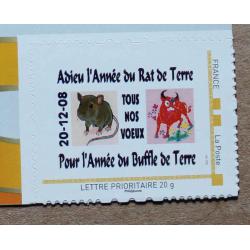 Adieu l'Année du Rat de Terre
20-12-08
TOUS
NOS
VOEUX
Pour l'Année du Buffle de Terre
LETTRE PRIORITAIRE 20 g
FRANCE
La Poste